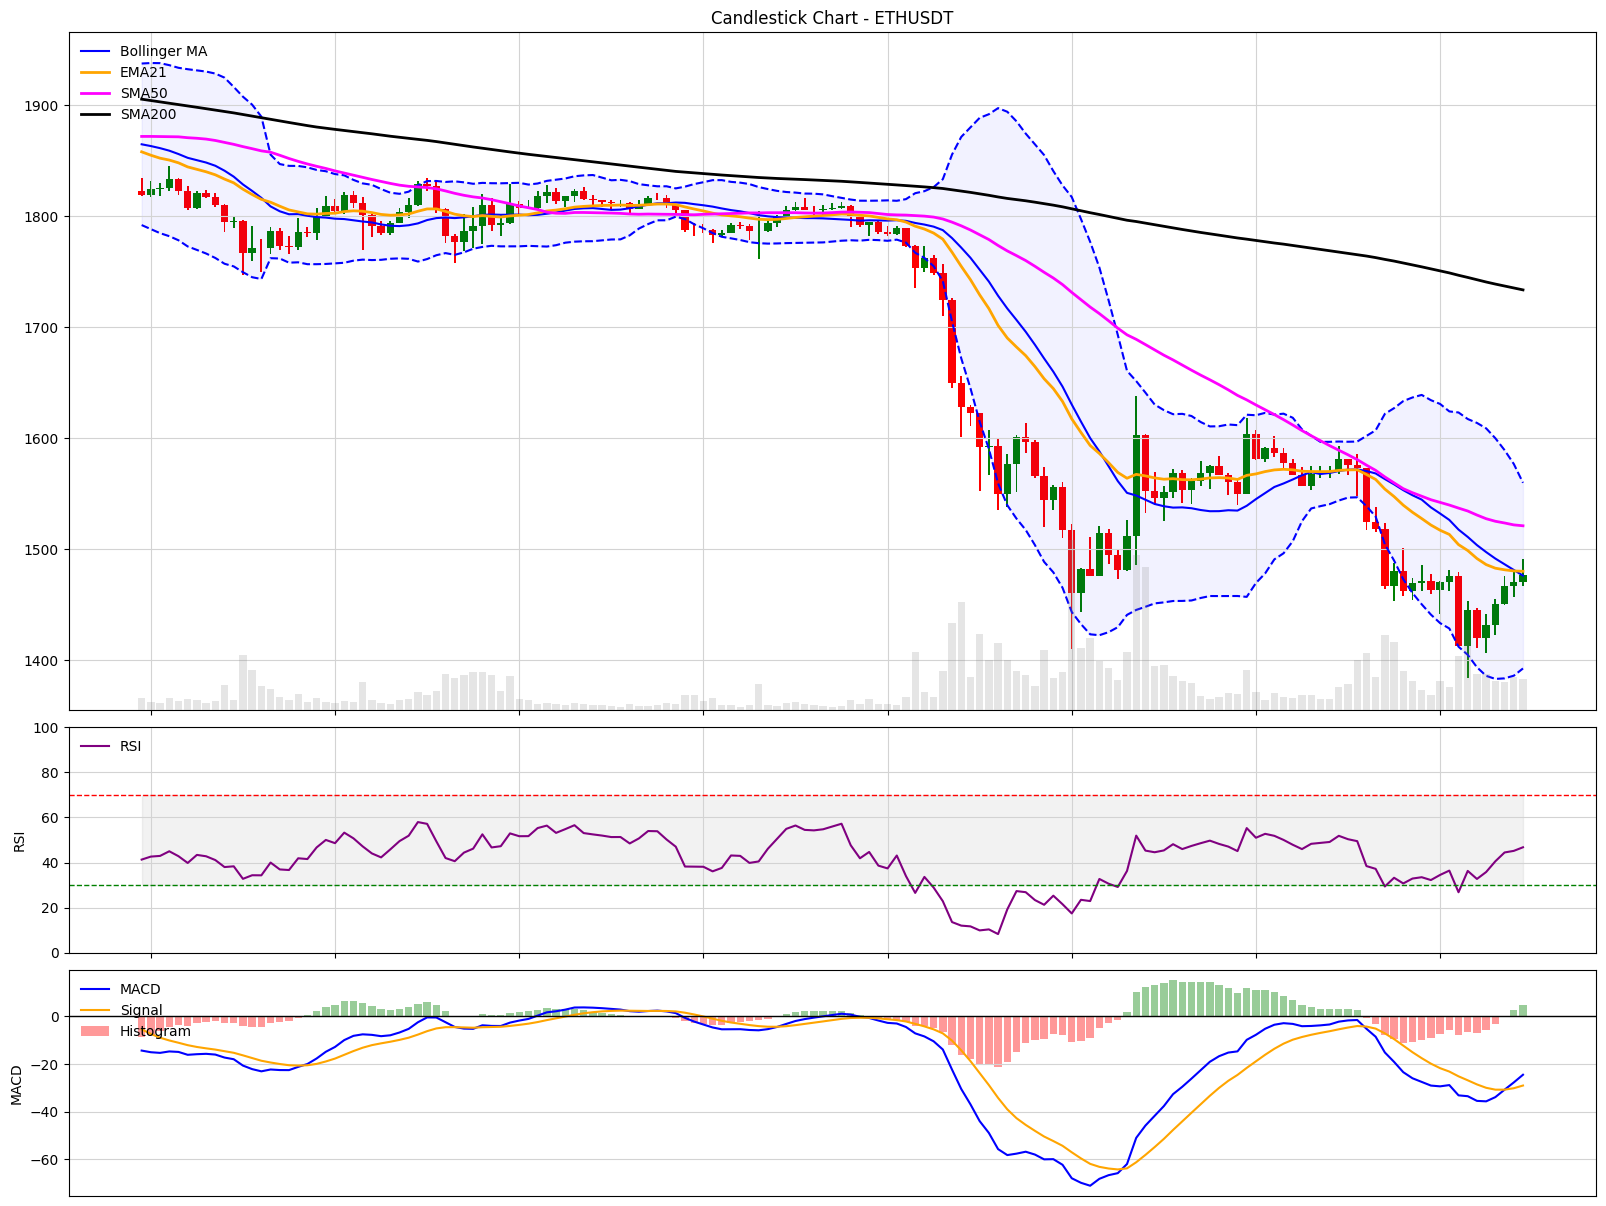 Candlestick Chart - ETHUSDT
Bollinger MA
EMA21
SMA50
SMA200
1900
1800
1700
1600
1500
1400
RSI
100
80
60
40
20
0
RSI
MACD
Signal
Histogram
0
−20
−40
−60
MACD